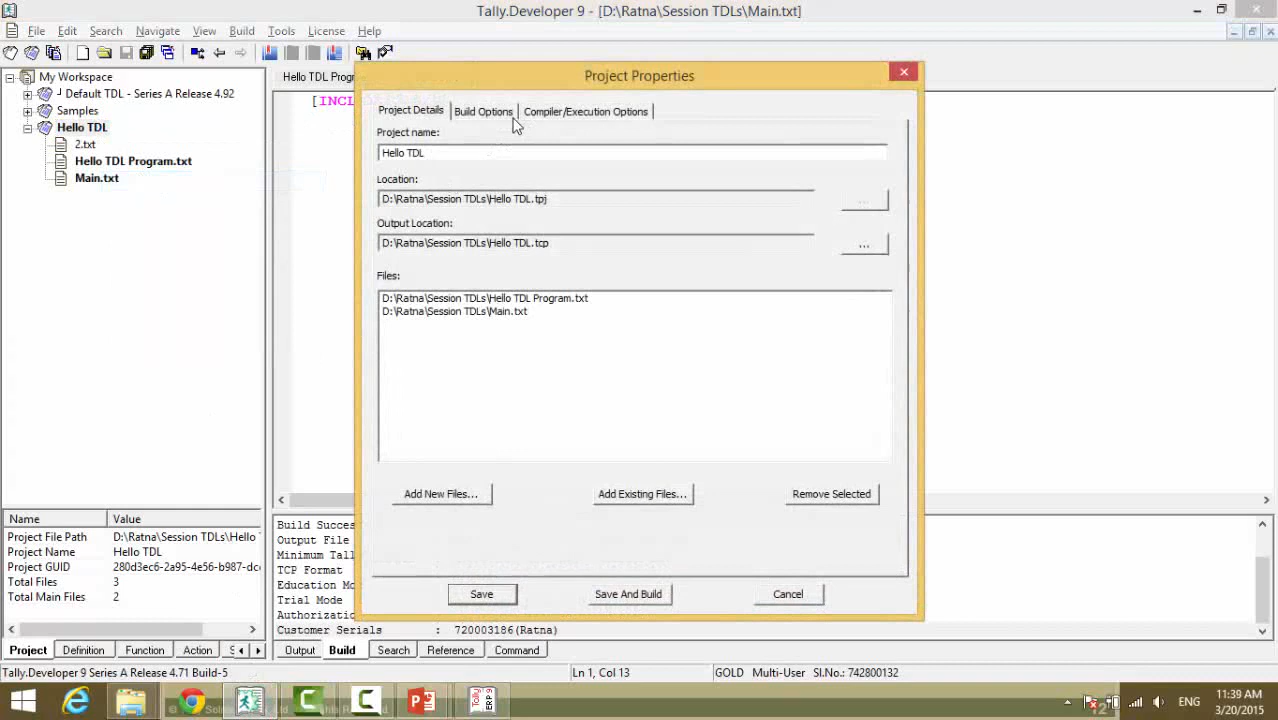 Tally.Developer 9 - [D:\Ratna\Session TDLs\Main.txt]
File Edit Search Navigate View Build Tools License Help
My Workspace
Default TDL - Series A Release 4.92
Samples
Hello TDL
2.txt
Hello TDL Program.txt
Main.txt
Hello TDL Progr
[INCL
Project Properties
Project Details Build Options Compiler/Execution Options
Project name:
Hello TDL
Location:
D:\Ratna\Session TDLs\Hello TDL.tpj
...
Output Location:
D:\Ratna\Session TDLs\Hello TDL.tcp
...
Files:
D:\Ratna\Session TDLs\Hello TDL Program.txt
D:\Ratna\Session TDLs\Main.txt
Add New Files... Add Existing Files... Remove Selected
Save Save And Build Cancel
Name Value
Project File Path D:\Ratna\Session TDLs\Hello
Project Name Hello TDL
Project GUID 280d3ec6-2a95-4e56-b987-dc
Total Files 3
Total Main Files 2
Build Succes
Output File
Minimum Tall
TCP Format
Education Mo
Trial Mode
Authorizatio
Customer Serials : 720003186(Ratna)
Project Definition Function Action S
Output Build Search Reference Command
Tally.Developer 9 Series A Release 4.71 Build-5
Ln 1, Col 13
GOLD Multi-User Sl.No.: 742800132
Tally ERP 9
ENG
11:39 AM
3/20/2015
12